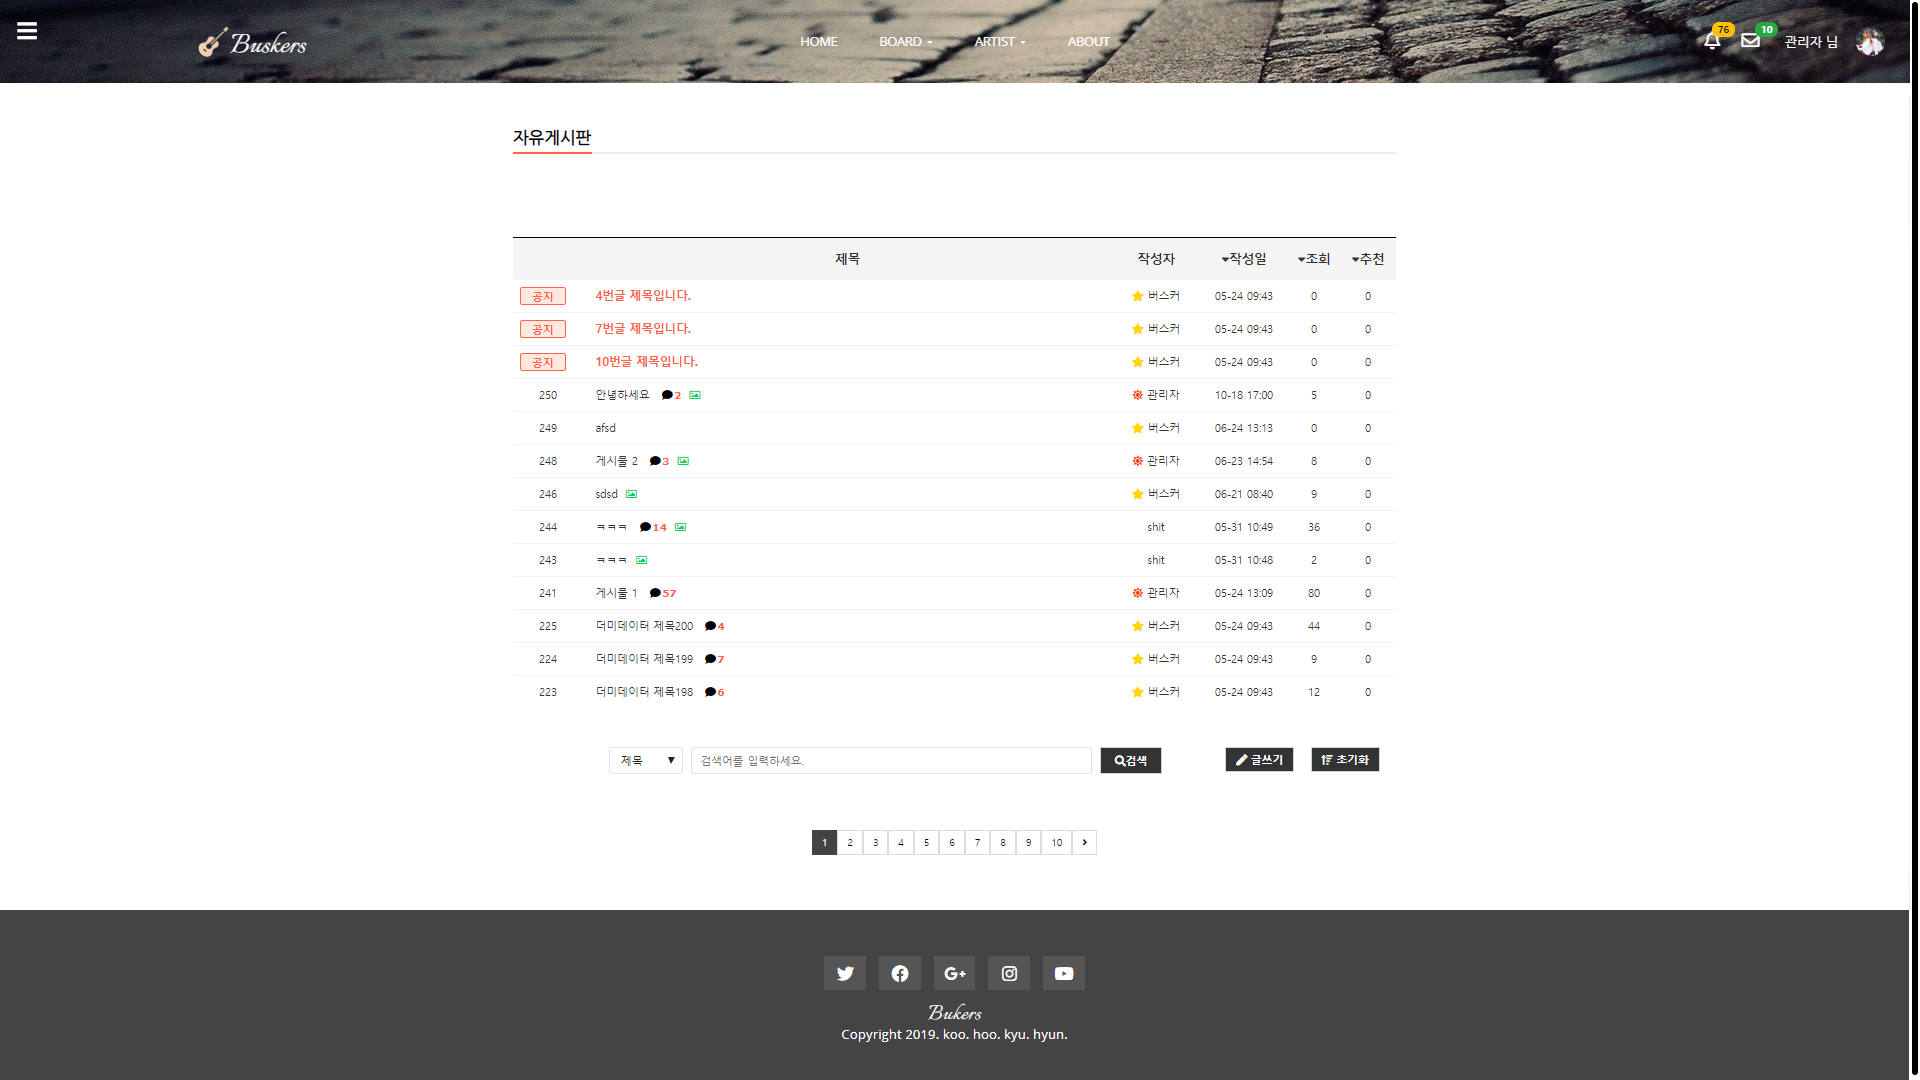 Buskers
HOME BOARD ARTIST ABOUT
76 10 관리자 님
자유게시판
제목 작성자 작성일 조회 추천
공지 4번글 제목입니다. 버스커 05-24 09:43 0 0
공지 7번글 제목입니다. 버스커 05-24 09:43 0 0
공지 10번글 제목입니다. 버스커 05-24 09:43 0 0
250 안녕하세요 2 관리자 10-18 17:00 5 0
249 afsd 버스커 06-24 13:13 0 0
248 게시물 2 3 관리자 06-23 14:54 8 0
246 sdsd 버스커 06-21 08:40 9 0
244 ㅋㅋㅋ 14 shit 05-31 10:49 36 0
243 ㅋㅋㅋ shit 05-31 10:48 2 0
241 게시물 1 57 관리자 05-24 13:09 80 0
225 더미데이터 제목200 4 버스커 05-24 09:43 44 0
224 더미데이터 제목199 7 버스커 05-24 09:43 9 0
223 더미데이터 제목198 6 버스커 05-24 09:43 12 0
제목 검색어를 입력하세요. 검색 글쓰기 초기화
1 2 3 4 5 6 7 8 9 10
G+
Bukers
Copyright 2019. koo. hoo. kyu. hyun.